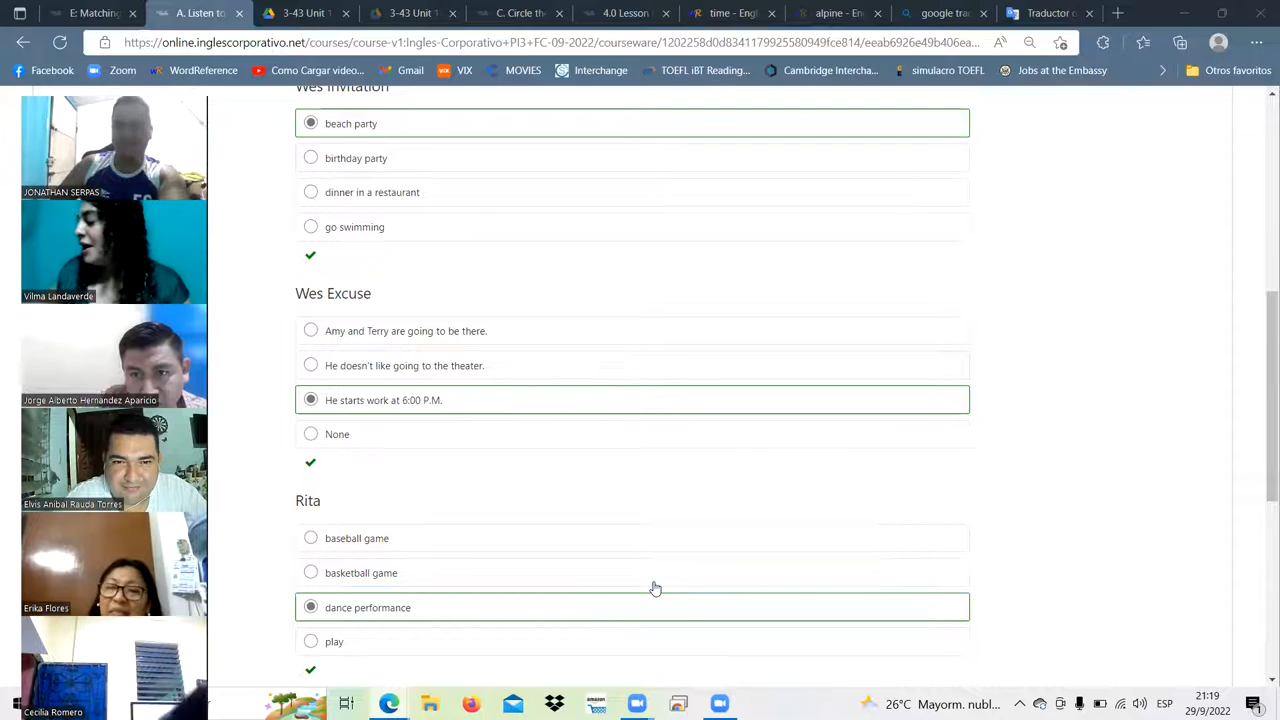 E: Matching
A. Listen to
3-43 Unit 1
3-43 Unit 1
C. Circle the
4.0 Lesson
time - Engl
alpine - Eng
google trad
Traductor d
https://online.inglescorporativo.net/courses/course-v1:Ingles-Corporativo+PI3+FC-09-2022/courseware/1202258d0d8341179925580949fce814/eeab6926e49b406ea...
Facebook
Zoom
WordReference
Como Cargar video...
Gmail
VIX
MCYES
Interchange
TOEFL iBT Reading...
Cambridge Intercha...
simulacro TOEFL
Jobs at the Embassy
Otros favoritos
Wes Invitation
beach party
birthday party
dinner in a restaurant
go swimming
Wes Excuse
Amy and Terry are going to be there.
He doesn't like going to the theater.
He starts work at 6:00 P.M.
None
Rita
baseball game
basketball game
dance performance
play
JONATHAN SERPAS
Vilma Landaverde
Jorge Alberto Hernandez Aparicio
Elvis Anibal Rauda Torres
Erika Flores
Cecilia Romero
26°C Mayorm. nubl...
ESP
21:19
29/9/2022